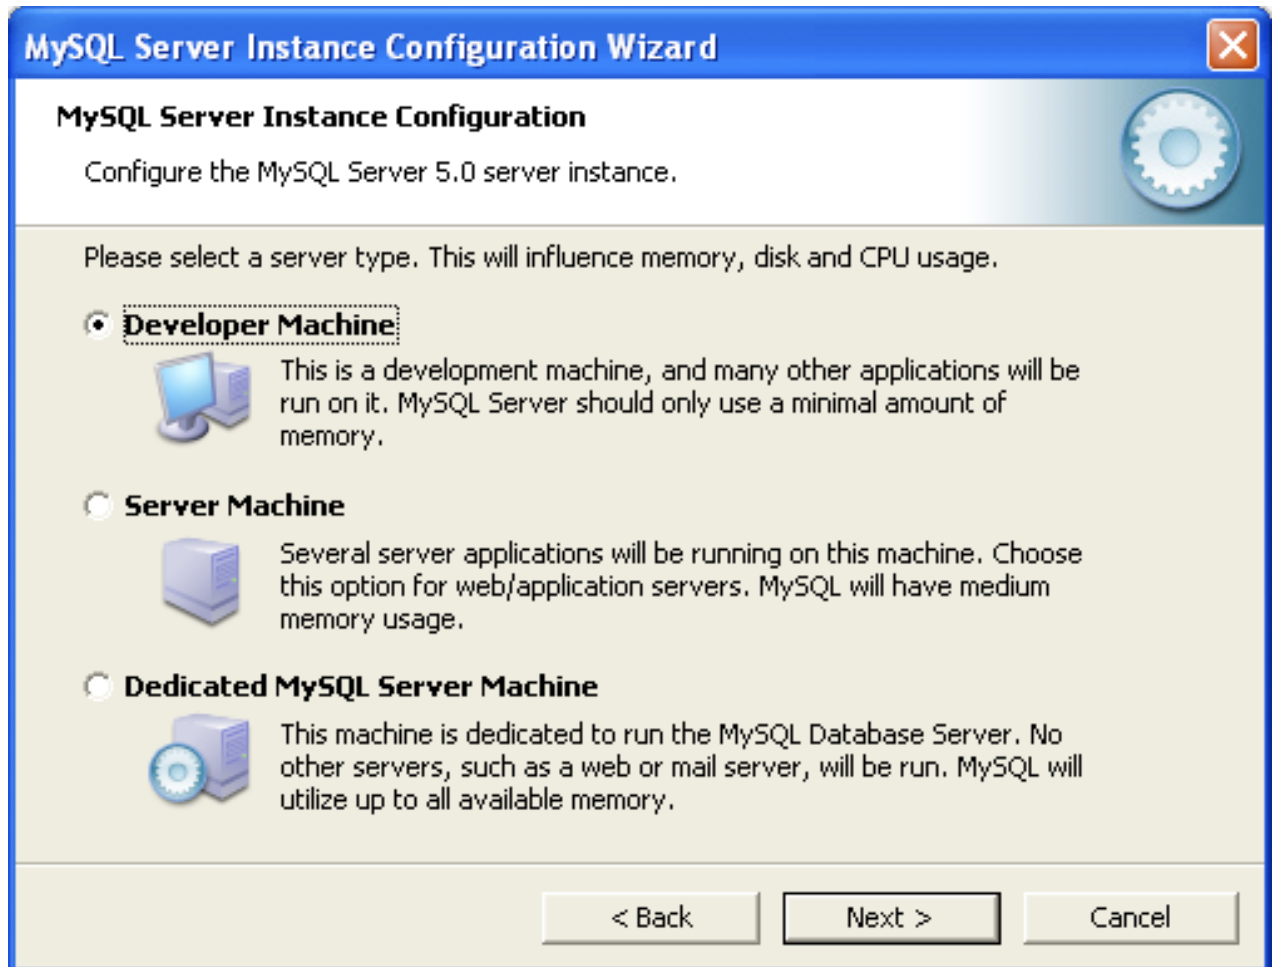 MySQL Server Instance Configuration Wizard
MySQL Server Instance Configuration
Configure the MySQL Server 5.0 server instance.
Please select a server type. This will influence memory, disk and CPU usage.
Developer Machine
This is a development machine, and many other applications will be
run on it. MySQL Server should only use a minimal amount of
memory.
Server Machine
Several server applications will be running on this machine. Choose
this option for web/application servers. MySQL will have medium
memory usage.
Dedicated MySQL Server Machine
This machine is dedicated to run the MySQL Database Server. No
other servers, such as a web or mail server, will be run. MySQL will
utilize up to all available memory.
< Back Next > Cancel